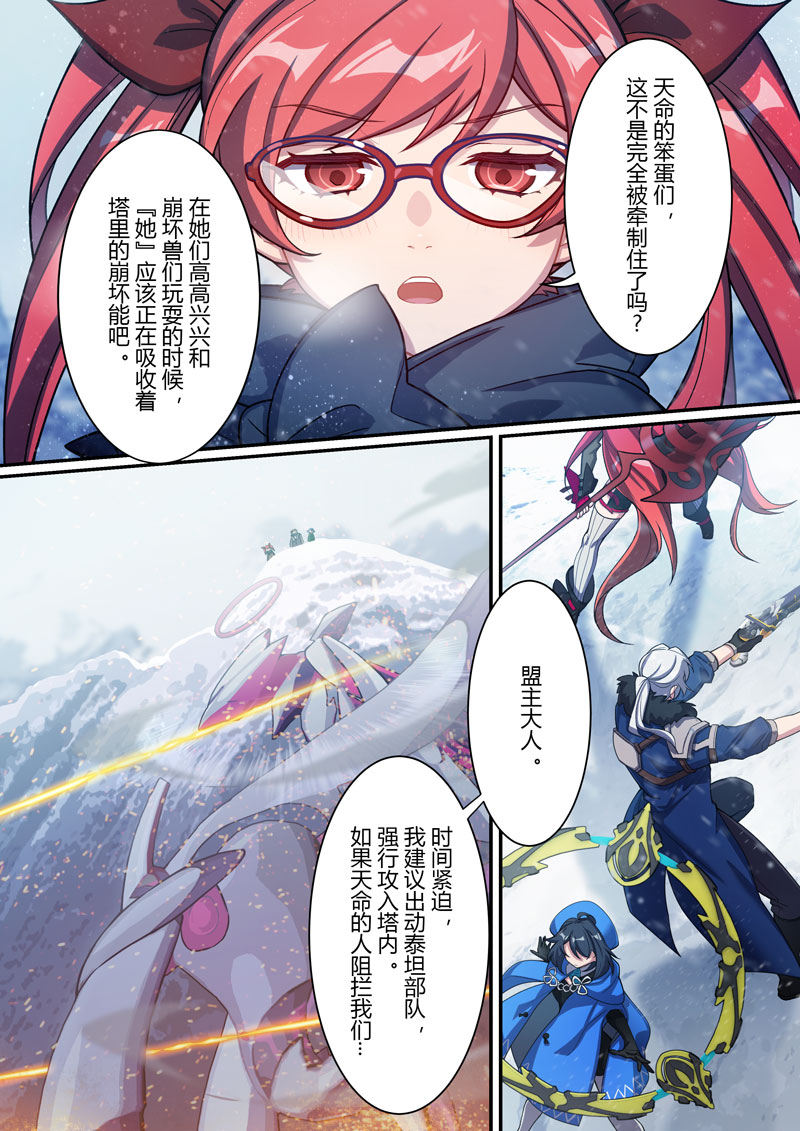 天命的笨蛋们，
这不是完全被牵制住了吗？
在她们高高兴兴和
崩坏兽们玩耍的时候，
『她』应该正在吸收着
塔里的崩坏能吧。
盟主大人。
时间紧迫，
我建议出动泰坦部队，
强行攻入塔内。
如果天命的人阻拦我们…